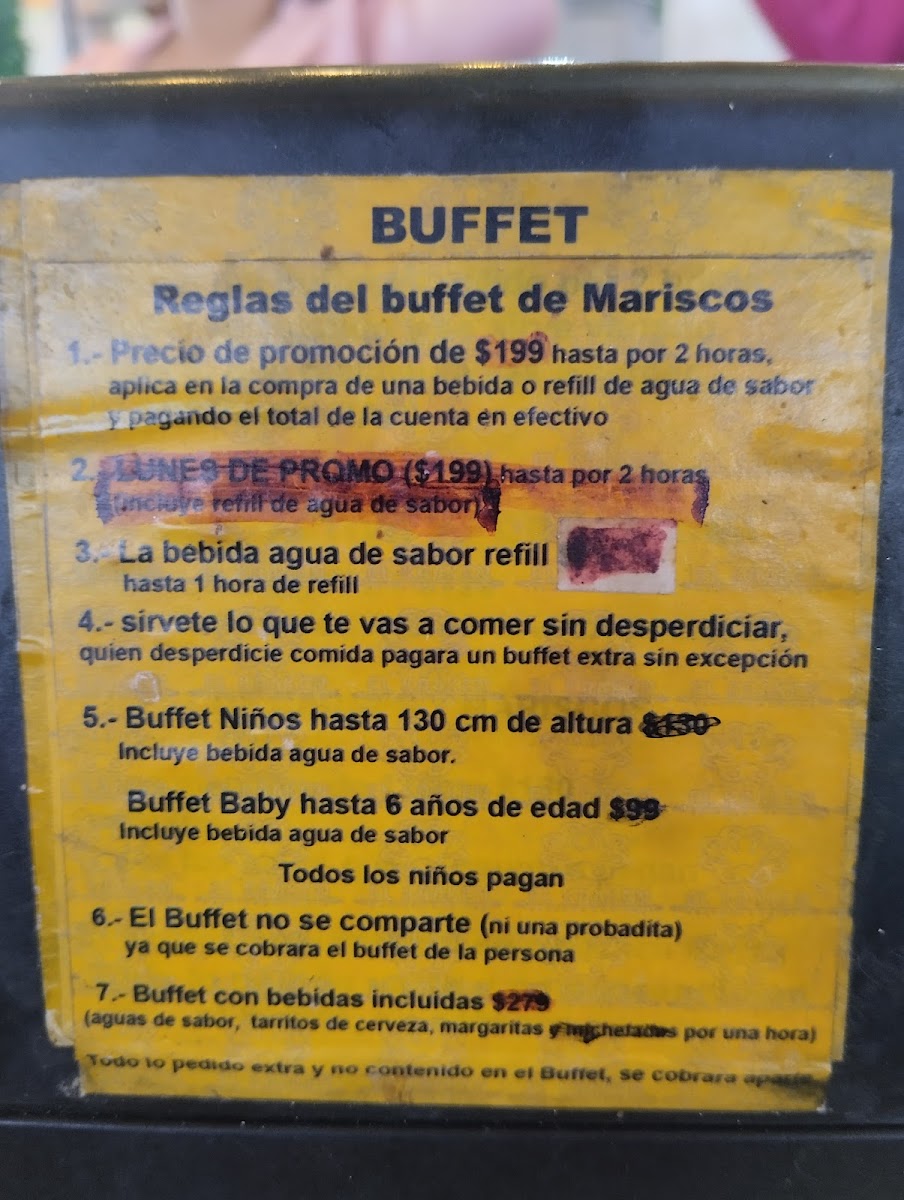 BUFFET
Reglas del buffet de Mariscos
1.- Precio de promoción de $199 hasta por 2 horas,
aplica en la compra de una bebida o refill de agua de sabor
y pagando el total de la cuenta en efectivo
2.- LUNES DE PROMO ($199) hasta por 2 horas
(incluye refill de agua de sabor)
3.- La bebida agua de sabor refill
hasta 1 hora de refill
4.- sirvete lo que te vas a comer sin desperdiciar,
quien desperdicie comida pagara un buffet extra sin excepción
5.- Buffet Niños hasta 130 cm de altura $130
Incluye bebida agua de sabor.
Buffet Baby hasta 6 años de edad $99
Incluye bebida agua de sabor
Todos los niños pagan
6.- El Buffet no se comparte (ni una probadita)
ya que se cobrara el buffet de la persona
7.- Buffet con bebidas incluidas $279
(aguas de sabor, tarritos de cerveza, margaritas y micheladas por una hora)
Todo lo pedido extra y no contenido en el Buffet, se cobrara aparte